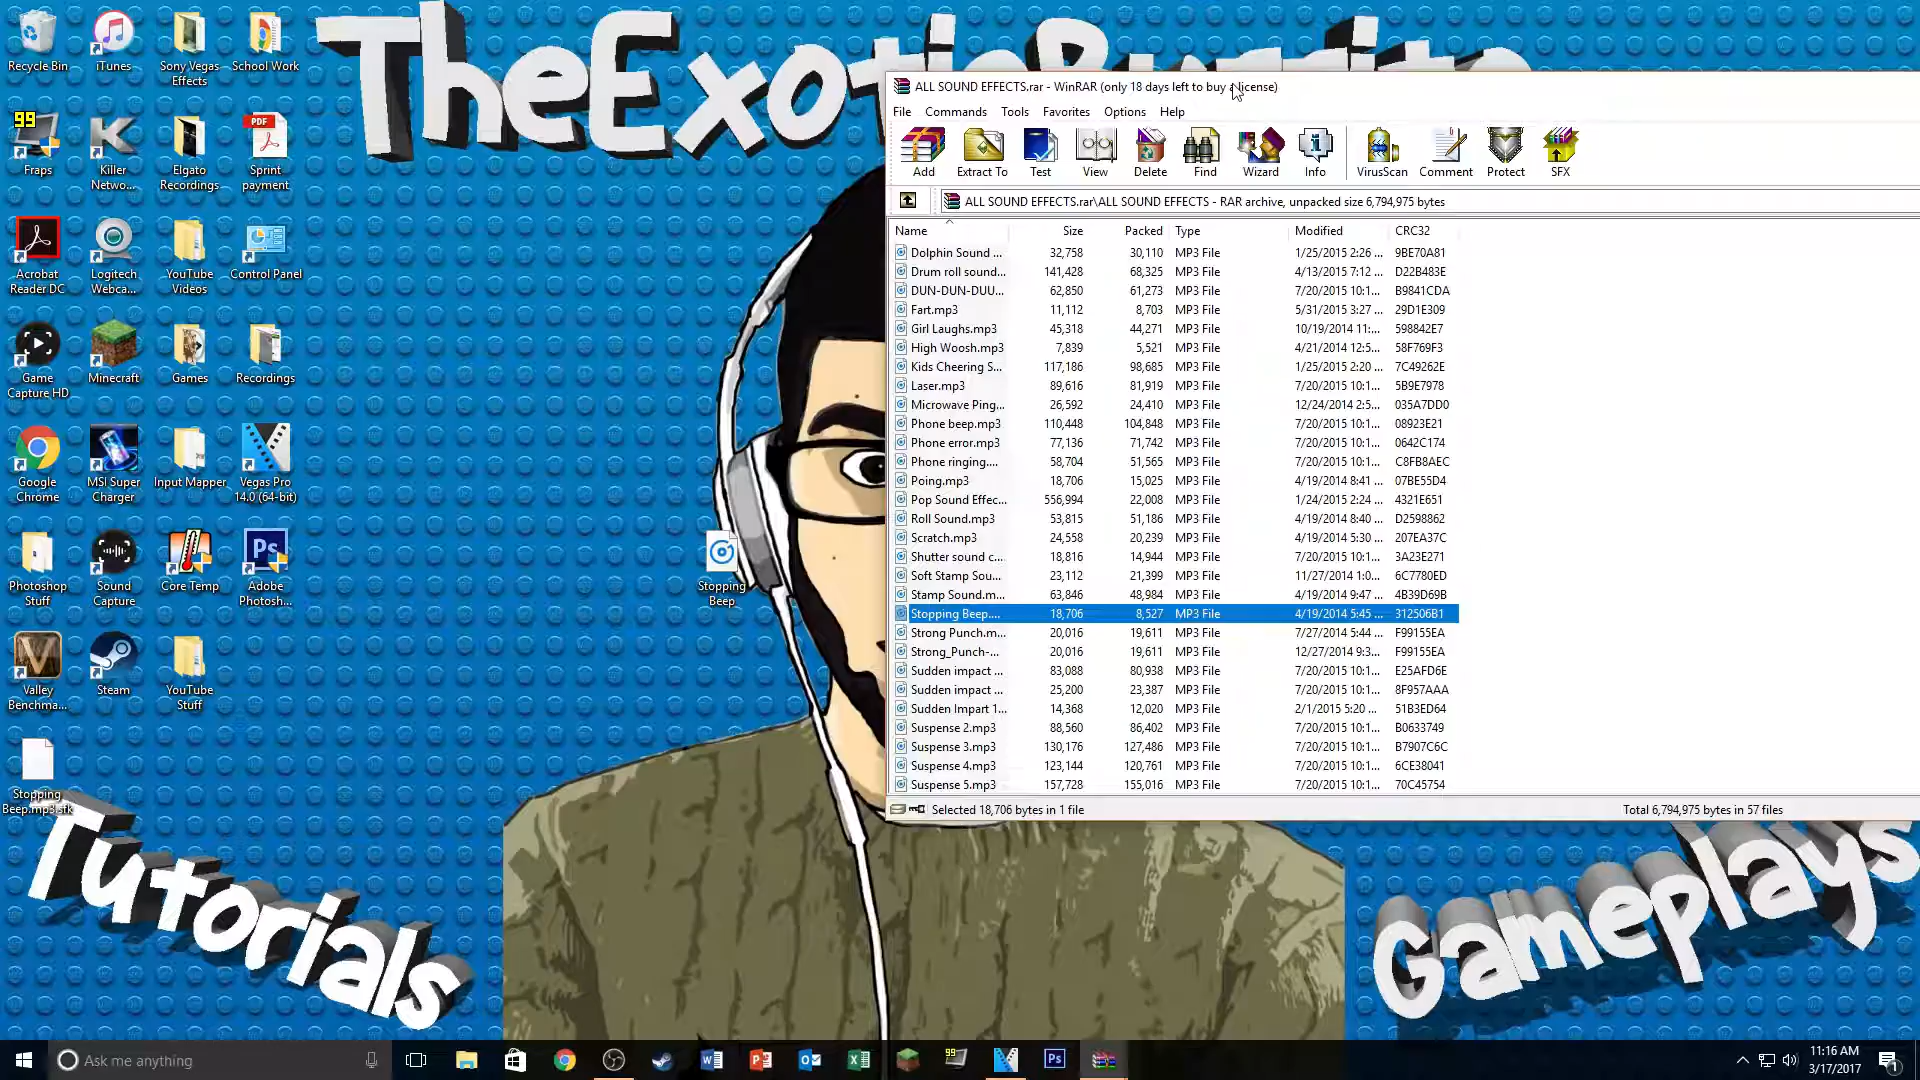 TheExotic
Recycle Bin
iTunes
Sony Vegas
Effects
School Work
99
Fraps
Killer
Netwo...
Elgato
Recordings
PDF
Sprint
payment
Acrobat
Reader DC
Logitech
Webca...
YouTube
Videos
Control Panel
Game
Capture HD
Minecraft
Games
Recordings
Google
Chrome
MSI Super
Charger
Input Mapper
Vegas Pro
14.0 (64-bit)
Photoshop
Stuff
Sound
Capture
Core Temp
Ps
Adobe
Photosh...
Valley
Benchma...
Steam
YouTube
Stuff
Stopping
Beep.mp3.sfk
Stopping
Beep
ALL SOUND EFFECTS.rar - WinRAR (only 18 days left to buy a license)
File Commands Tools Favorites Options Help
Add Extract To Test View Delete Find Wizard Info VirusScan Comment Protect SFX
ALL SOUND EFFECTS.rar\ALL SOUND EFFECTS - RAR archive, unpacked size 6,794,975 bytes
Name Size Packed Type Modified CRC32
Dolphin Sound ... 32,758 30,110 MP3 File 1/25/2015 2:26 ... 9BE70A81
Drum roll sound... 141,428 68,325 MP3 File 4/13/2015 7:12 ... D22B483E
DUN-DUN-DUU... 62,850 61,273 MP3 File 7/20/2015 10:1... B9841CDA
Fart.mp3 11,112 8,703 MP3 File 5/31/2015 3:27 ... 29D1E309
Girl Laughs.mp3 45,318 44,271 MP3 File 10/19/2014 11:... 598842E7
High Woosh.mp3 7,839 5,521 MP3 File 4/21/2014 12:5... 58F769F3
Kids Cheering S... 117,186 98,685 MP3 File 1/25/2015 2:20 ... 7C49262E
Laser.mp3 89,616 81,919 MP3 File 7/20/2015 10:1... 5B9E7978
Microwave Ping... 26,592 24,410 MP3 File 12/24/2014 2:5... 035A7DD0
Phone beep.mp3 110,448 104,848 MP3 File 7/20/2015 10:1... 08923E21
Phone error.mp3 77,136 71,742 MP3 File 7/20/2015 10:1... 0642C174
Phone ringing.... 58,704 51,565 MP3 File 7/20/2015 10:1... C8FB8AEC
Poing.mp3 18,706 15,025 MP3 File 4/19/2014 8:41 ... 07BE55D4
Pop Sound Effec... 556,994 22,008 MP3 File 1/24/2015 2:24 ... 4321E651
Roll Sound.mp3 53,815 51,186 MP3 File 4/19/2014 8:40 ... D2598862
Scratch.mp3 24,558 20,239 MP3 File 4/19/2014 5:30 ... 207EA37C
Shutter sound c... 18,816 14,944 MP3 File 7/20/2015 10:1... 3A23E271
Soft Stamp Sou... 23,112 21,399 MP3 File 11/27/2014 1:0... 6C7780ED
Stamp Sound.m... 63,846 48,984 MP3 File 4/19/2014 9:47 ... 4B39D69B
Stopping Beep.... 18,706 8,527 MP3 File 4/19/2014 5:45 ... 312506B1
Strong Punch.m... 20,016 19,611 MP3 File 7/27/2014 5:44 ... F99155EA
Strong_Punch-... 20,016 19,611 MP3 File 12/27/2014 9:3... F99155EA
Sudden impact ... 83,088 80,938 MP3 File 7/20/2015 10:1... E25AFD6E
Sudden impact ... 25,200 23,387 MP3 File 7/20/2015 10:1... 8F957AAA
Sudden Impart 1... 14,368 12,020 MP3 File 2/1/2015 5:20 ... 51B3ED64
Suspense 2.mp3 88,560 86,402 MP3 File 7/20/2015 10:1... B0633749
Suspense 3.mp3 130,176 127,486 MP3 File 7/20/2015 10:1... B7907C6C
Suspense 4.mp3 123,144 120,761 MP3 File 7/20/2015 10:1... 6CE38041
Suspense 5.mp3 157,728 155,016 MP3 File 7/20/2015 10:1... 70C45754
Selected 18,706 bytes in 1 file
Total 6,794,975 bytes in 57 files
Tutorials
Gameplays
Ask me anything
99
Ps
11:16 AM
3/17/2017
1